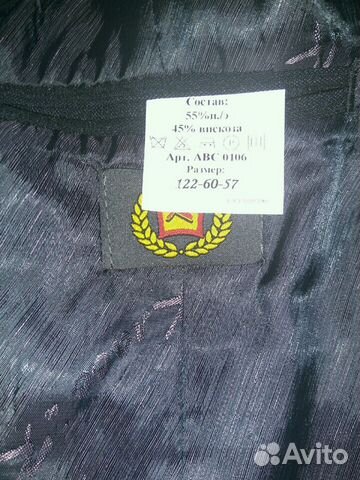 Состав:
55%п./э
45% вискоза
Арт. АВС 0106
Размер:
122-60-57
Avito